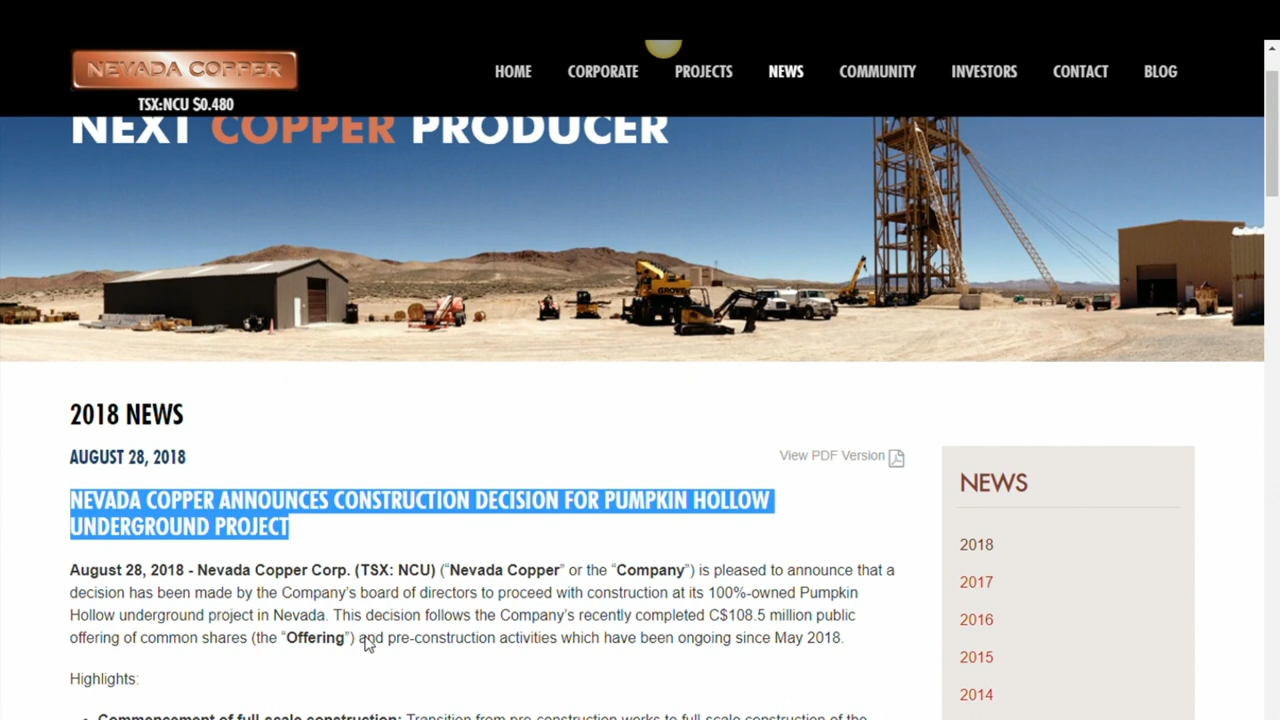 NEVADA COPPER
TSX:NCU $0.480
HOME CORPORATE PROJECTS NEWS COMMUNITY INVESTORS CONTACT BLOG
NEXT COPPER PRODUCER
GROVE
2018 NEWS
AUGUST 28, 2018
View PDF Version
NEVADA COPPER ANNOUNCES CONSTRUCTION DECISION FOR PUMPKIN HOLLOW
UNDERGROUND PROJECT
August 28, 2018 - Nevada Copper Corp. (TSX: NCU) (“Nevada Copper” or the “Company”) is pleased to announce that a
decision has been made by the Company’s board of directors to proceed with construction at its 100%-owned Pumpkin
Hollow underground project in Nevada. This decision follows the Company’s recently completed C$108.5 million public
offering of common shares (the “Offering”) and pre-construction activities which have been ongoing since May 2018.
Highlights:
Commencement of full-scale construction: Transition from pre-construction works to full-scale construction of the
NEWS
2018
2017
2016
2015
2014